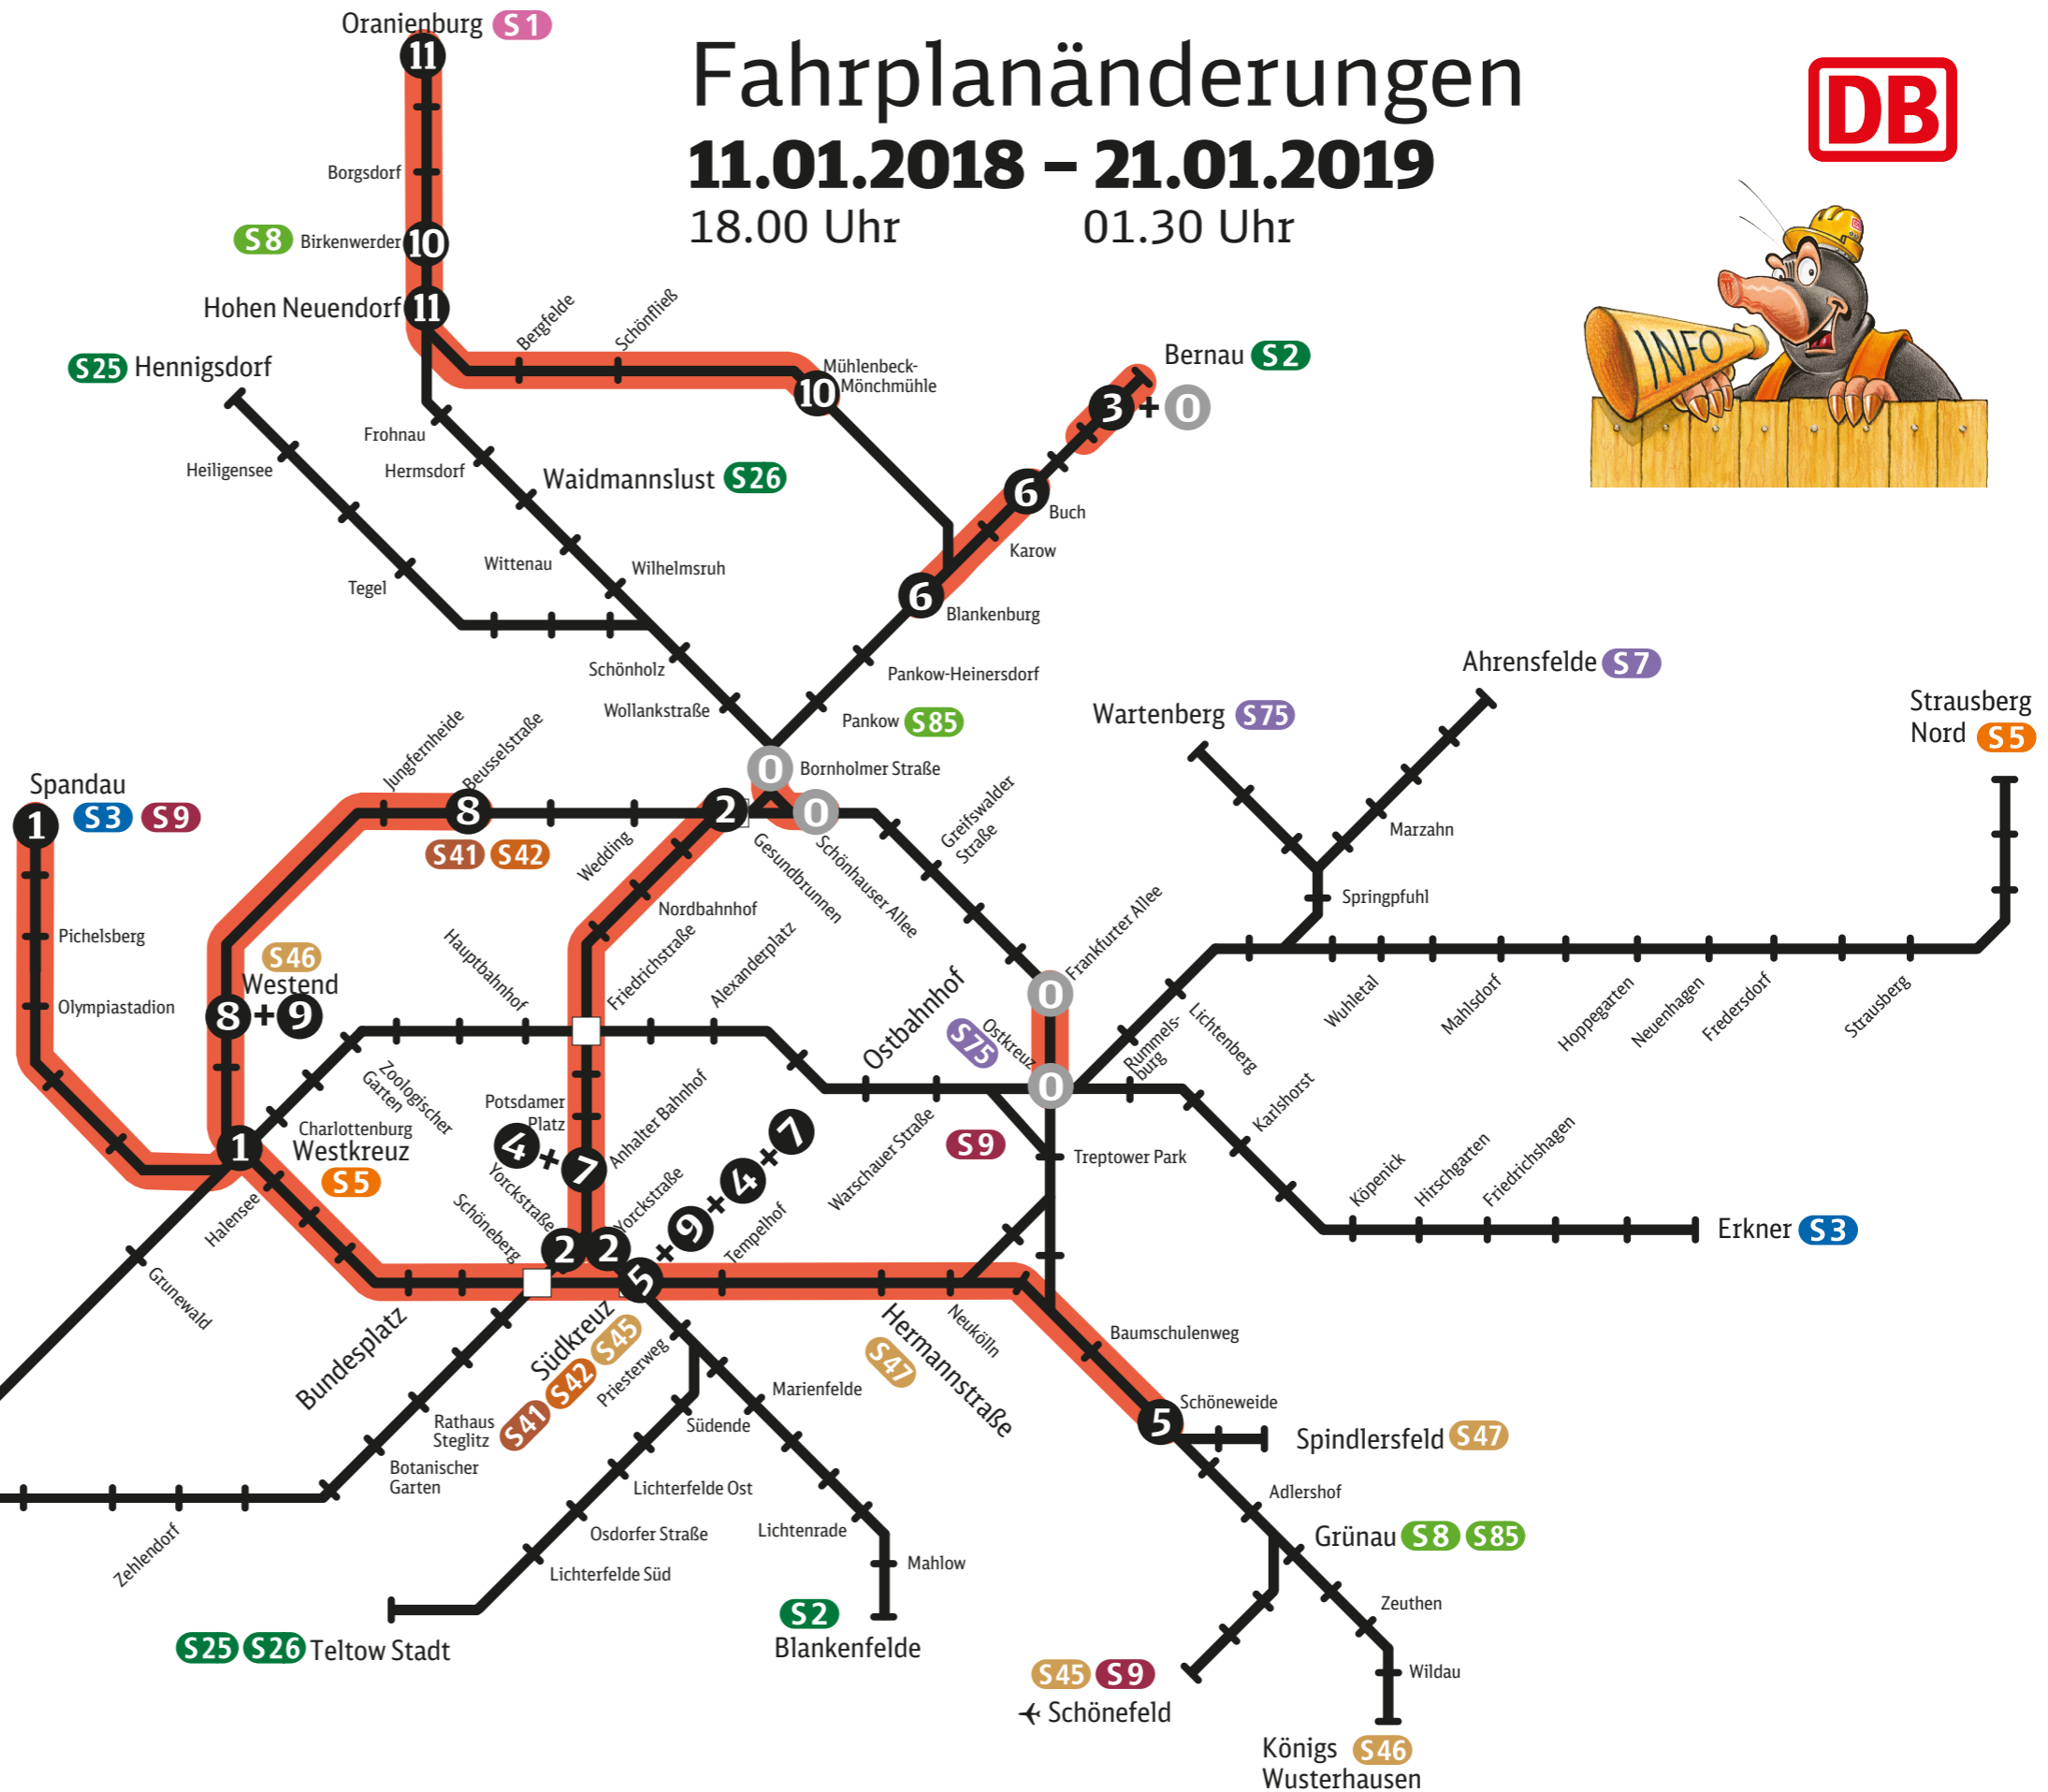 Oranienburg S1
11
Fahrplanänderungen
11.01.2018 – 21.01.2019
18.00 Uhr 01.30 Uhr
DB
INFO
Borgsdorf
S8 Birkenwerder 10
Hohen Neuendorf 11
Bergfelde
Schönfließ
Mühlenbeck-
Mönchmühle
10
Bernau S2
3 + 0
S25 Hennigsdorf
Heiligensee
Tegel
Frohnau
Hermsdorf
Waidmannslust S26
Wittenau
Wilhelmsruh
Schönholz
Wollankstraße
6
Buch
Karow
6
Blankenburg
Pankow-Heinersdorf
Pankow S85
0 Bornholmer Straße
Wartenberg S75
Ahrensfelde S7
Marzahn
Springpfuhl
Strausberg
Nord S5
Spandau
S3 S9
1
Pichelsberg
Olympiastadion
Jungfernheide
Beusselstraße
8
S41 S42
Wedding
2
0
Gesundbrunnen
Schönhauser Allee
Greifswalder
Straße
Nordbahnhof
Friedrichstraße
Hauptbahnhof
Alexanderplatz
S46
Westend
8 + 9
Ostbahnhof
S75
Ostkreuz
Frankfurter Allee
0
0
Rummels-
burg
Lichtenberg
Wuhletal
Mahlsdorf
Hoppegarten
Neuenhagen
Fredersdorf
Strausberg
Karlshorst
Köpenick
Hirschgarten
Friedrichshagen
Erkner S3
Zoologischer
Garten
Charlottenburg
Westkreuz
1
S5
Halensee
Grunewald
Potsdamer
Platz
4 + 7
Anhalter Bahnhof
Yorckstraße
Yorckstraße
2
2
Schöneberg
5 + 9 + 4 + 7
Tempelhof
Warschauer Straße
S9
Treptower Park
Bundesplatz
Südkreuz
S41 S42 S45
Priesterweg
Hermannstraße
S47
Neukölln
Baumschulenweg
5
Schöneweide
Spindlersfeld S47
Adlershof
Grünau S8 S85
Zeuthen
Wildau
Königs S46
Wusterhausen
S45 S9
Schönefeld
Rathaus
Steglitz
Botanischer
Garten
Zehlendorf
Südende
Lichterfelde Ost
Osdorfer Straße
Lichterfelde Süd
S25 S26 Teltow Stadt
Marienfelde
Lichtenrade
Mahlow
S2
Blankenfelde